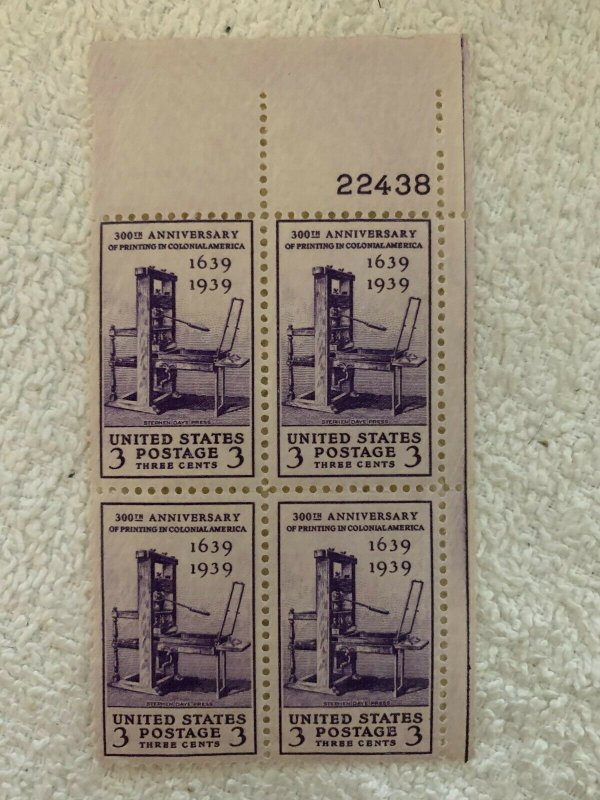 22438
300TH ANNIVERSARY
OF PRINTING IN COLONIAL AMERICA
1639
1939
STEPHEN DAYE PRESS
UNITED STATES
3 POSTAGE 3
THREE CENTS
300TH ANNIVERSARY
OF PRINTING IN COLONIAL AMERICA
1639
1939
STEPHEN DAYE PRESS
UNITED STATES
3 POSTAGE 3
THREE CENTS
300TH ANNIVERSARY
OF PRINTING IN COLONIAL AMERICA
1639
1939
STEPHEN DAYE PRESS
UNITED STATES
3 POSTAGE 3
THREE CENTS
300TH ANNIVERSARY
OF PRINTING IN COLONIAL AMERICA
1639
1939
STEPHEN DAYE PRESS
UNITED STATES
3 POSTAGE 3
THREE CENTS